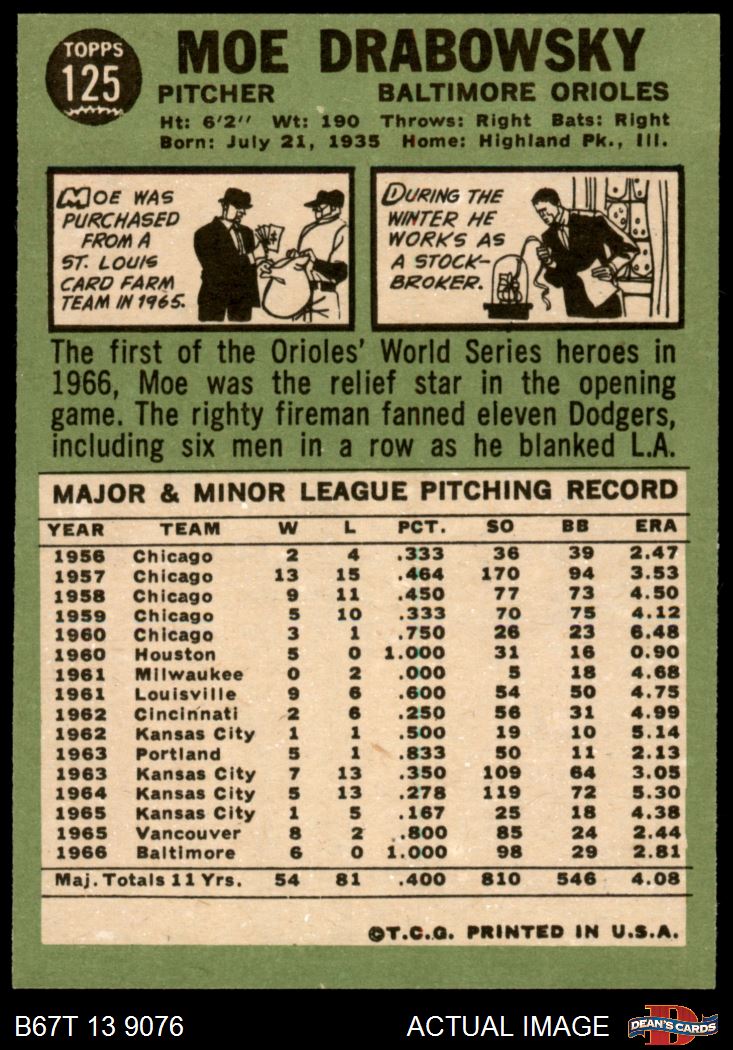 TOPPS
125
MOE DRABOWSKY
PITCHER BALTIMORE ORIOLES
Ht: 6'2" Wt: 190 Throws: Right Bats: Right
Born: July 21, 1935 Home: Highland Pk., Ill.
MOE WAS
PURCHASED
FROM A
ST. LOUIS
CARD FARM
TEAM IN 1965.
DURING THE
WINTER HE
WORKS AS
A STOCK-
BROKER.
The first of the Orioles' World Series heroes in
1966, Moe was the relief star in the opening
game. The righty fireman fanned eleven Dodgers,
including six men in a row as he blanked L.A.
MAJOR & MINOR LEAGUE PITCHING RECORD
YEAR TEAM W L PCT. SO BB ERA
1956 Chicago 2 4 .333 36 39 2.47
1957 Chicago 13 15 .464 170 94 3.53
1958 Chicago 9 11 .450 77 73 4.50
1959 Chicago 5 10 .333 70 75 4.12
1960 Chicago 3 1 .750 26 23 6.48
1960 Houston 5 0 1.000 31 16 0.90
1961 Milwaukee 0 2 .000 5 18 4.68
1961 Louisville 9 6 .600 54 50 4.75
1962 Cincinnati 2 6 .250 56 31 4.99
1962 Kansas City 1 1 .500 19 10 5.14
1963 Portland 5 1 .833 50 11 2.13
1963 Kansas City 7 13 .350 109 64 3.05
1964 Kansas City 5 13 .278 119 72 5.30
1965 Kansas City 1 5 .167 25 18 4.38
1965 Vancouver 8 2 .800 85 24 2.44
1966 Baltimore 6 0 1.000 98 29 2.81
Maj. Totals 11 Yrs. 54 81 .400 810 546 4.08
©T.C.G. PRINTED IN U.S.A.
B67T 13 9076 ACTUAL IMAGE DEAN'S CARDS